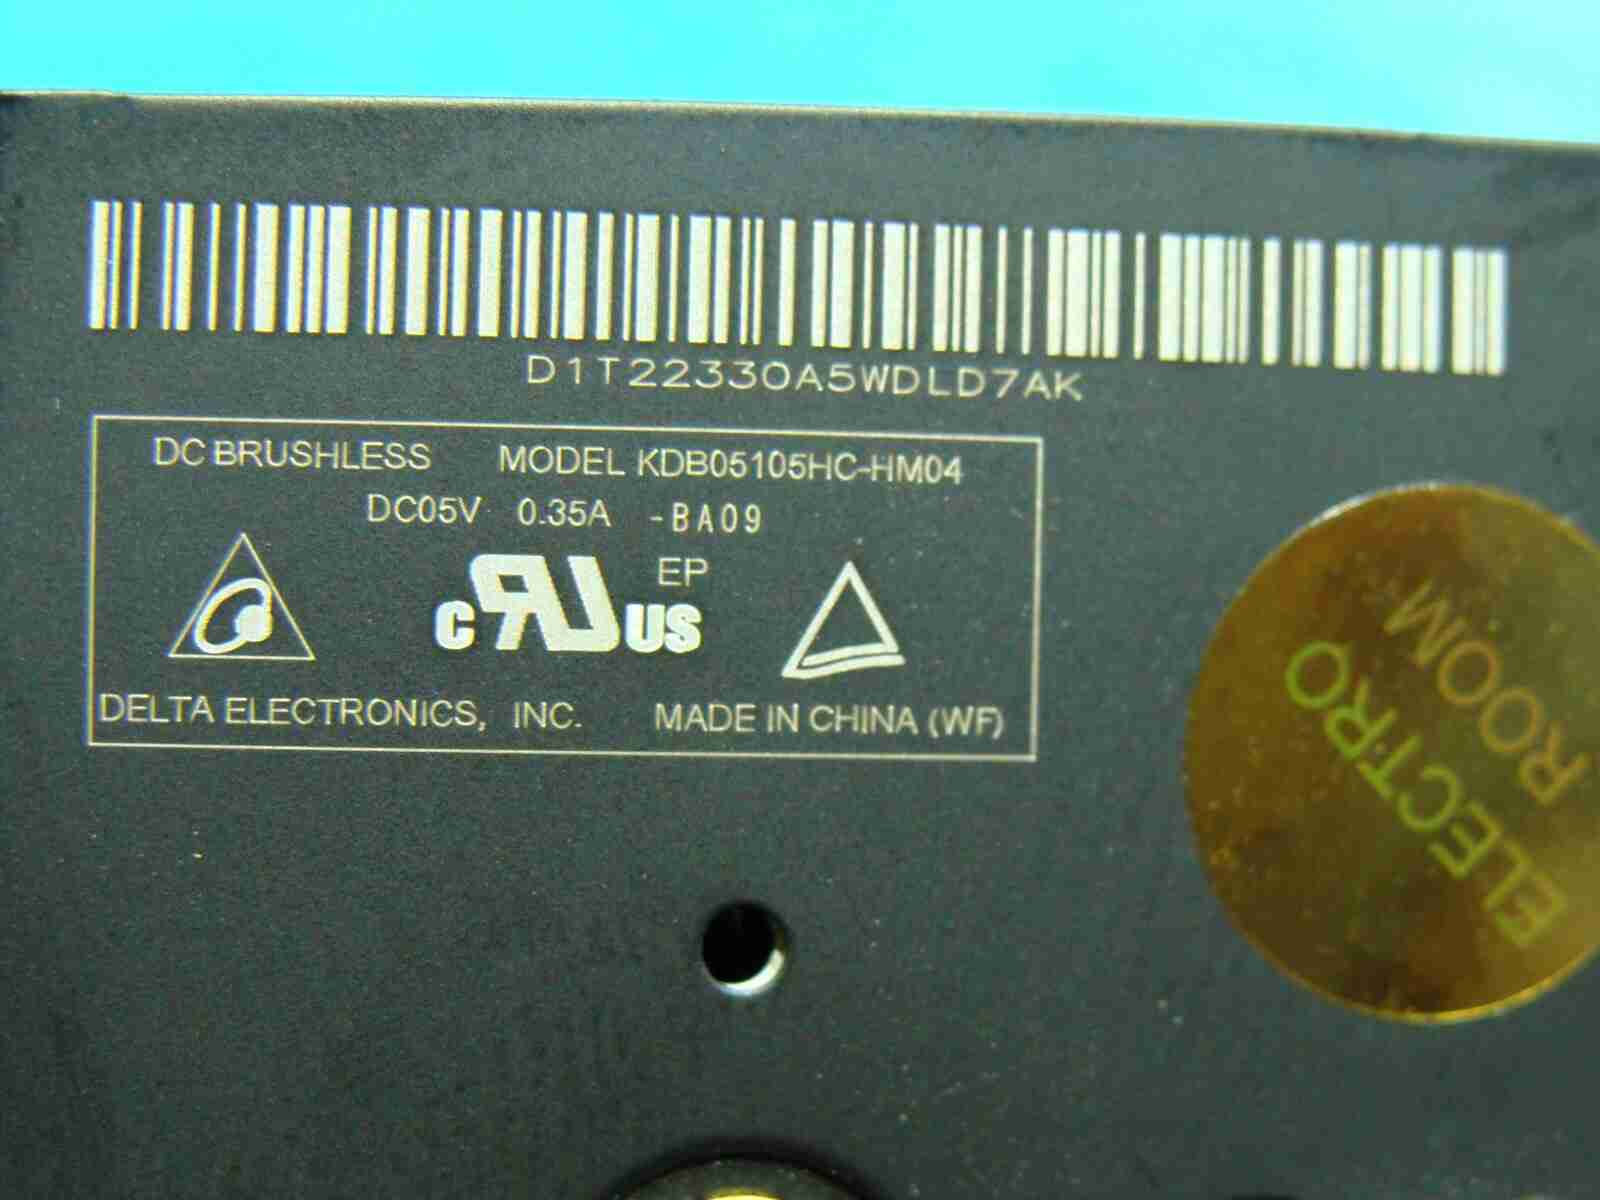 D1T22330A5WDLD7AK
DC BRUSHLESS MODEL KDB05105HC-HM04
DC05V 0.35A -BA09
c RU US EP
DELTA ELECTRONICS, INC. MADE IN CHINA (WF)
ELECTRO
ROOM